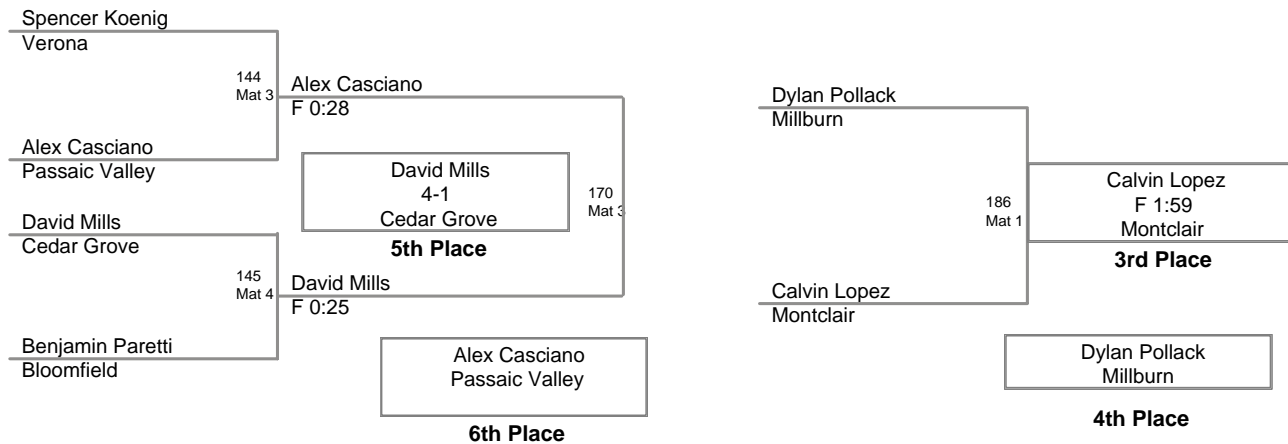 Spencer Koenig
Verona
144
Mat 3
Alex Casciano
F 0:28
Alex Casciano
Passaic Valley
David Mills
4-1
Cedar Grove
5th Place
170
Mat 3
David Mills
Cedar Grove
145
Mat 4
David Mills
F 0:25
Benjamin Paretti
Bloomfield
Alex Casciano
Passaic Valley
6th Place
Dylan Pollack
Millburn
186
Mat 1
Calvin Lopez
F 1:59
Montclair
3rd Place
Calvin Lopez
Montclair
Dylan Pollack
Millburn
4th Place